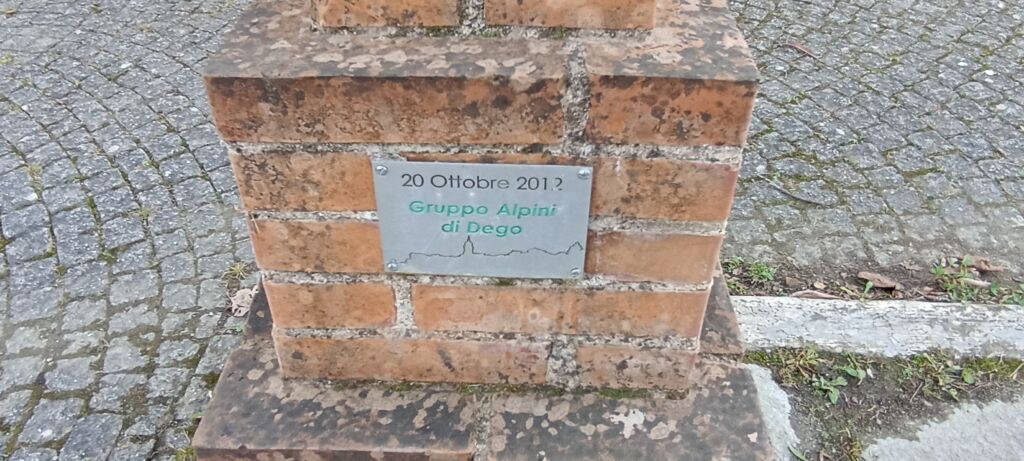 20 Ottobre 2012
Gruppo Alpini
di Dego